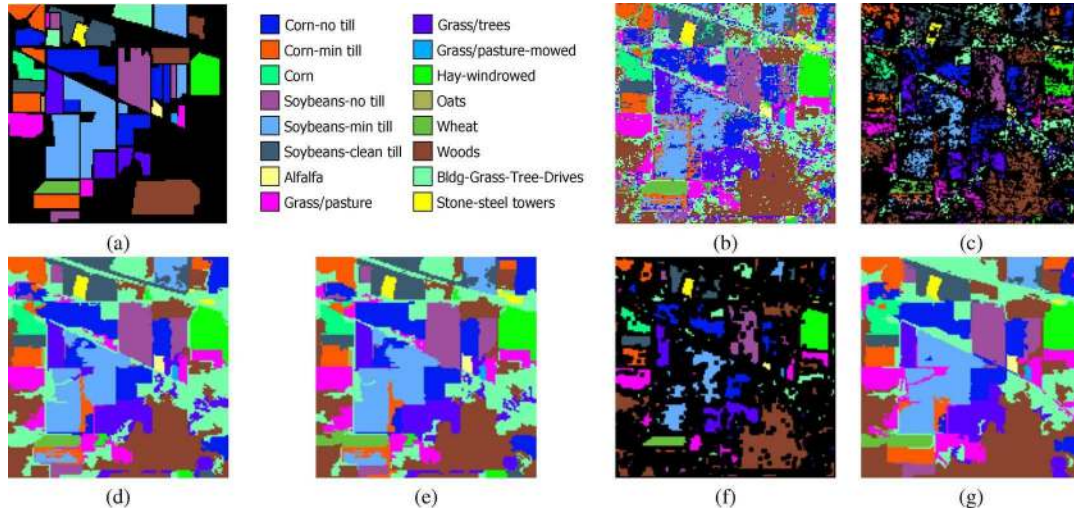 Corn-no till
Corn-min till
Corn
Soybeans-no till
Soybeans-min till
Soybeans-clean till
Alfalfa
Grass/pasture
Grass/trees
Grass/pasture-mowed
Hay-windrowed
Oats
Wheat
Woods
Bldg-Grass-Tree-Drives
Stone-steel towers
(a)
(b)
(c)
(d)
(e)
(f)
(g)